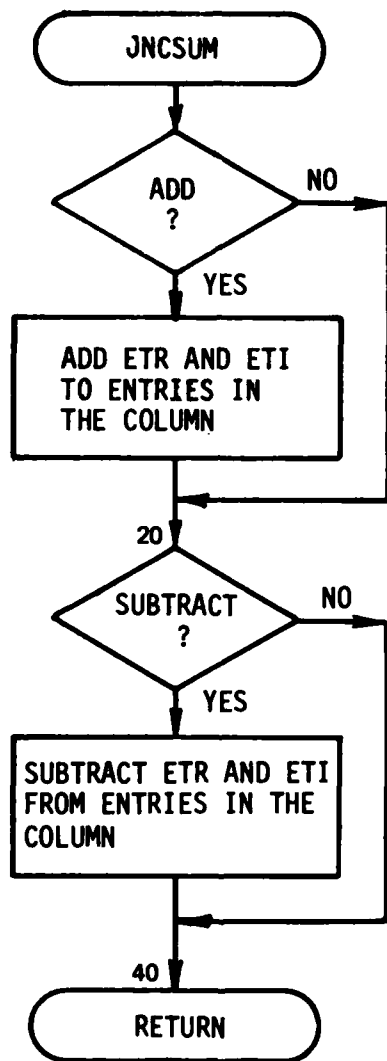 JNCSUM
ADD
?
NO
YES
ADD ETR AND ETI
TO ENTRIES IN
THE COLUMN
20
SUBTRACT
?
NO
YES
SUBTRACT ETR AND ETI
FROM ENTRIES IN THE
COLUMN
40
RETURN